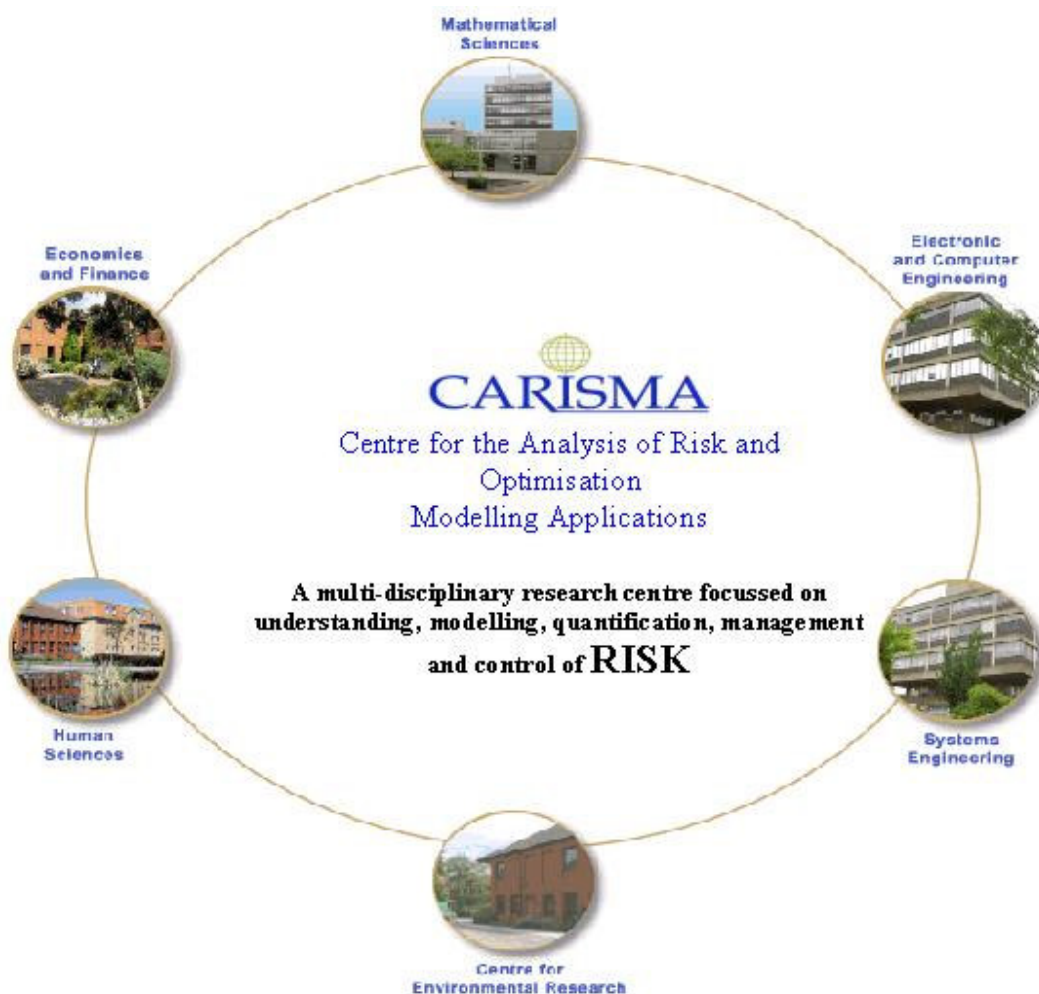 Mathematical
Sciences
Economics
and Finance
Electronic
and Computer
Engineering
CARISMA
Centre for the Analysis of Risk and
Optimisation
Modelling Applications
A multi-disciplinary research centre focussed on
understanding, modelling, quantification, management
and control of RISK
Human
Sciences
Systems
Engineering
Centre for
Environmental Research